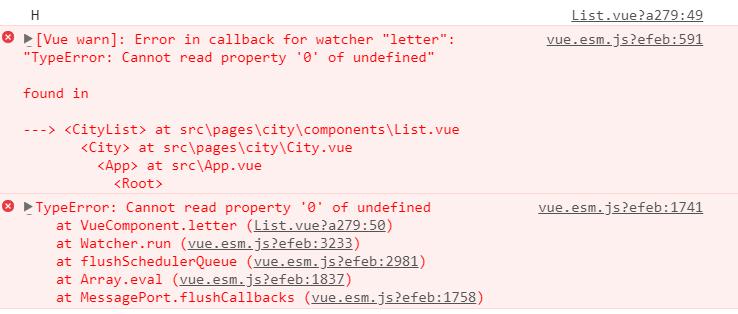 H List.vue?a279:49
▶[Vue warn]: Error in callback for watcher "letter": vue.esm.js?efeb:591
"TypeError: Cannot read property '0' of undefined"
found in
---> <CityList> at src\pages\city\components\List.vue
<City> at src\pages\city\City.vue
<App> at src\App.vue
<Root>
▶TypeError: Cannot read property '0' of undefined vue.esm.js?efeb:1741
at VueComponent.letter (List.vue?a279:50)
at Watcher.run (vue.esm.js?efeb:3233)
at flushSchedulerQueue (vue.esm.js?efeb:2981)
at Array.eval (vue.esm.js?efeb:1837)
at MessagePort.flushCallbacks (vue.esm.js?efeb:1758)